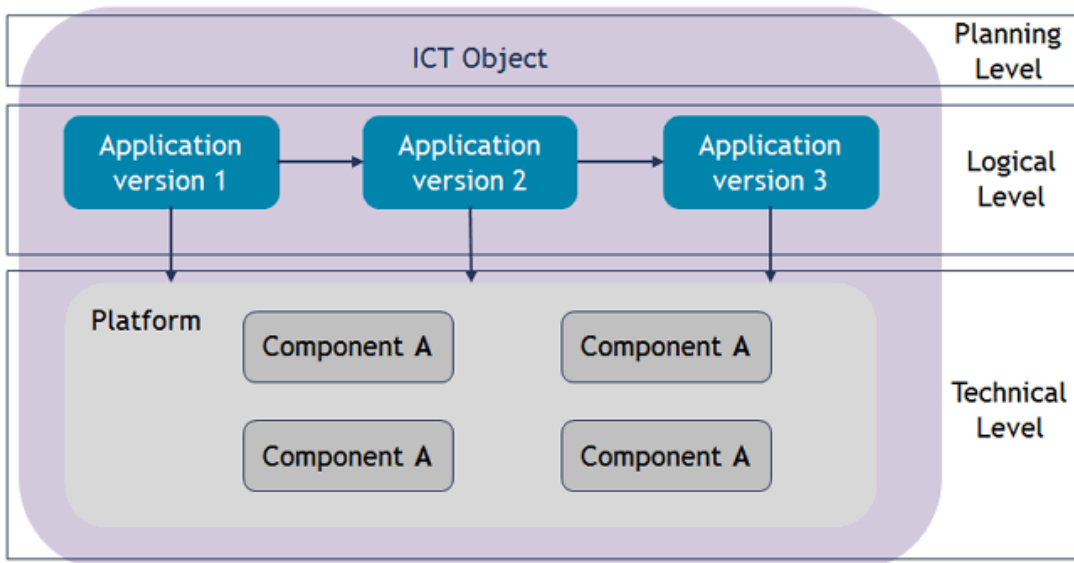 ICT Object
Planning
Level
Application
version 1
Application
version 2
Application
version 3
Logical
Level
Platform
Component A
Component A
Component A
Component A
Technical
Level